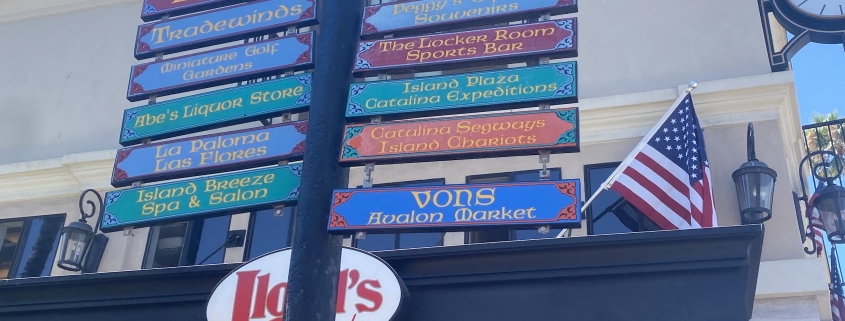 Tradewinds
Miniature Golf
Gardens
Abe's Liquor Store
La Paloma
Las Flores
Island Breeze
Spa & Salon
Souvenirs
The Locker Room
Sports Bar
Island Plaza
Catalina Expeditions
Catalina Segways
Island Chariots
VONS
Avalon Market